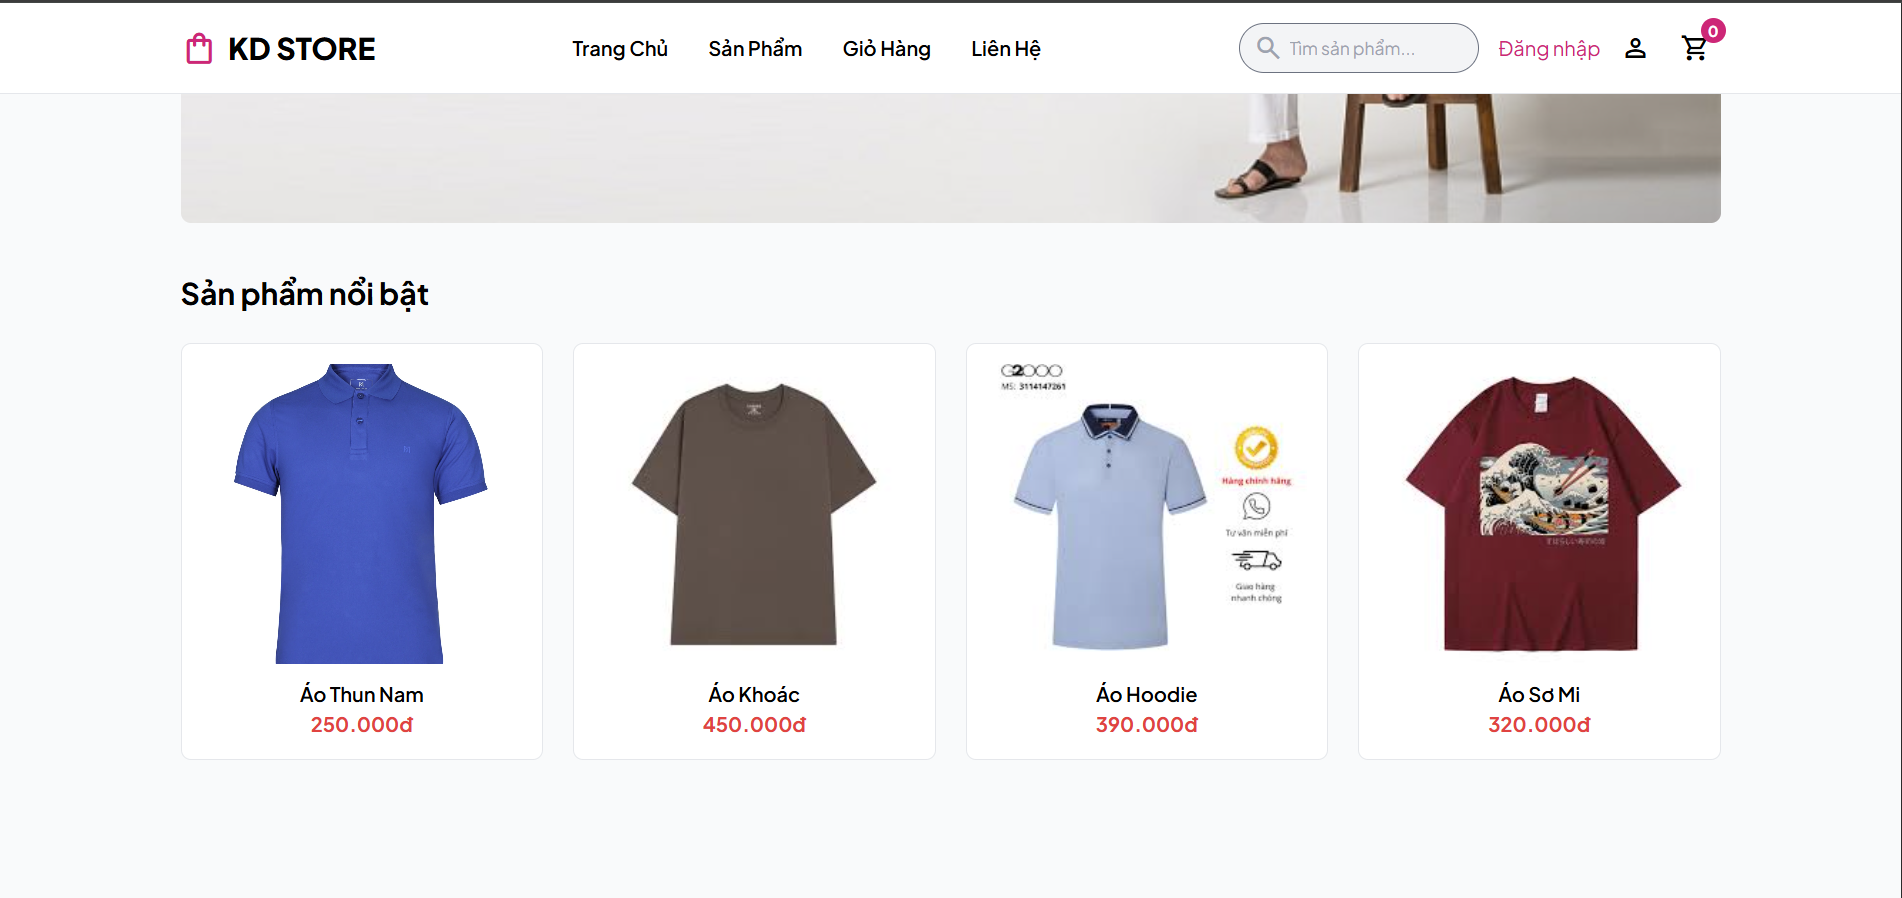 KD STORE
Trang Chủ
Sản Phẩm
Giỏ Hàng
Liên Hệ
Tìm sản phẩm...
Đăng nhập
0
Sản phẩm nổi bật
Áo Thun Nam
250.000đ
Áo Khoác
450.000đ
G2000
MS: 3114147261
Hàng chính hãng
Tư vấn miễn phí
Giao hàng
nhanh chóng
Áo Hoodie
390.000đ
Áo Sơ Mi
320.000đ